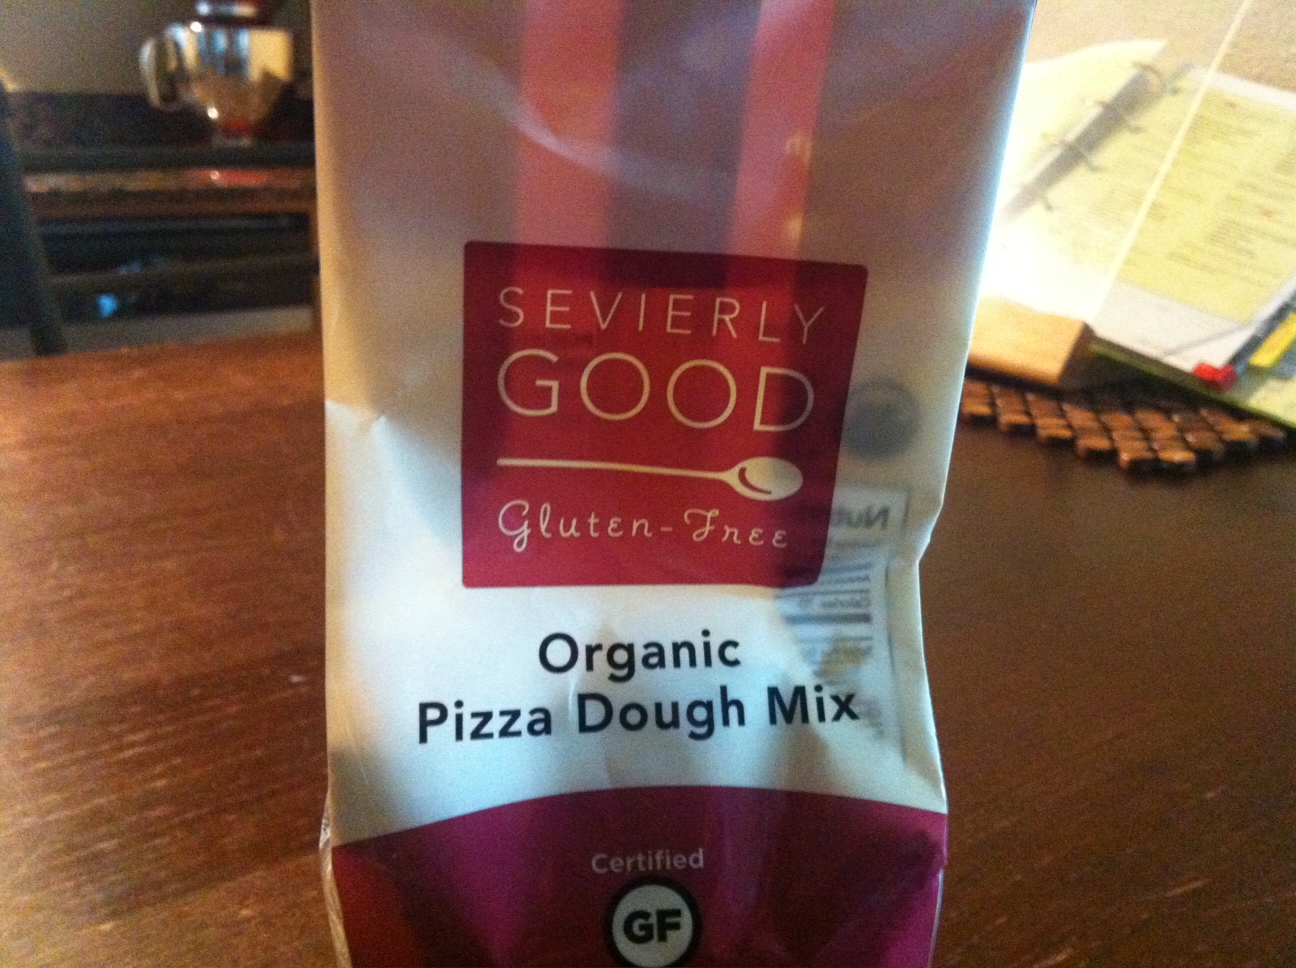 SEVIERLY
GOOD
Gluten-Free
Organic
Pizza Dough Mix
Certified
GF